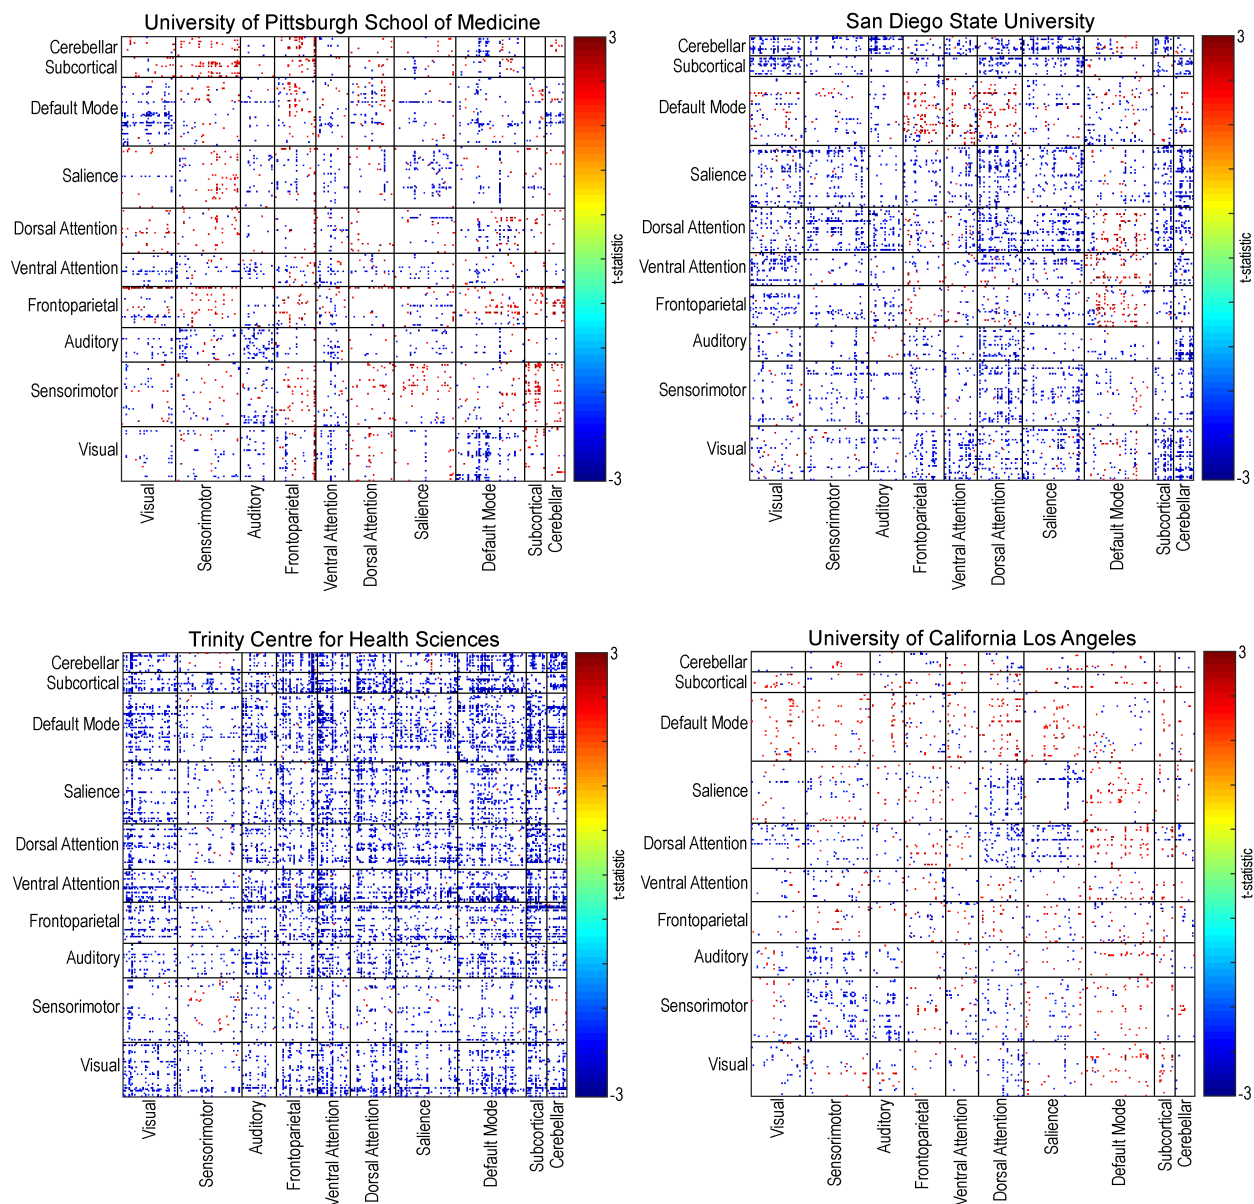 University of Pittsburgh School of Medicine
Cerebellar
Subcortical
Default Mode
Salience
Dorsal Attention
Ventral Attention
Frontoparietal
Auditory
Sensorimotor
Visual
Visual
Sensorimotor
Auditory
Frontoparietal
Ventral Attention
Dorsal Attention
Salience
Default Mode
Subcortical
Cerebellar
3
t-statistic
-3
San Diego State University
Cerebellar
Subcortical
Default Mode
Salience
Dorsal Attention
Ventral Attention
Frontoparietal
Auditory
Sensorimotor
Visual
Visual
Sensorimotor
Auditory
Frontoparietal
Ventral Attention
Dorsal Attention
Salience
Default Mode
Subcortical
Cerebellar
3
t-statistic
-3
Trinity Centre for Health Sciences
Cerebellar
Subcortical
Default Mode
Salience
Dorsal Attention
Ventral Attention
Frontoparietal
Auditory
Sensorimotor
Visual
Visual
Sensorimotor
Auditory
Frontoparietal
Ventral Attention
Dorsal Attention
Salience
Default Mode
Subcortical
Cerebellar
3
t-statistic
-3
University of California Los Angeles
Cerebellar
Subcortical
Default Mode
Salience
Dorsal Attention
Ventral Attention
Frontoparietal
Auditory
Sensorimotor
Visual
Visual
Sensorimotor
Auditory
Frontoparietal
Ventral Attention
Dorsal Attention
Salience
Default Mode
Subcortical
Cerebellar
3
t-statistic
-3